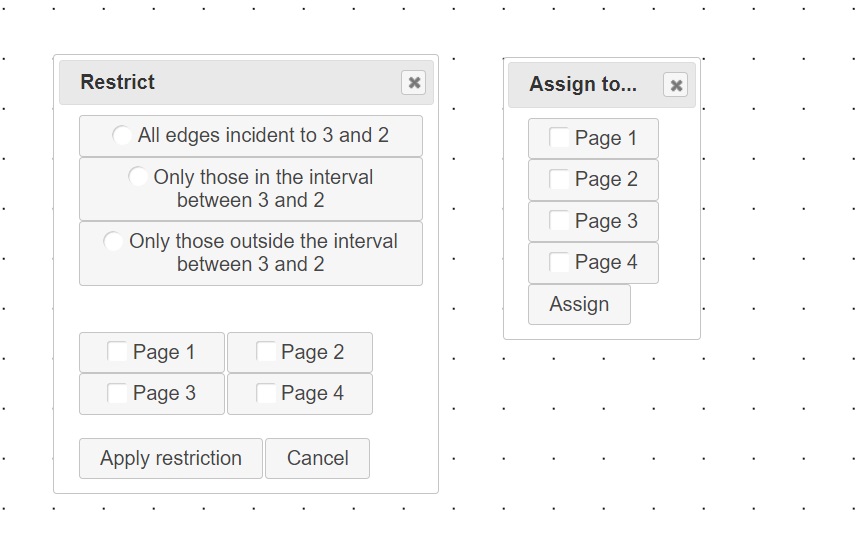 Restrict
All edges incident to 3 and 2
Only those in the interval
between 3 and 2
Only those outside the interval
between 3 and 2
Page 1
Page 2
Page 3
Page 4
Apply restriction
Cancel
Assign to...
Page 1
Page 2
Page 3
Page 4
Assign